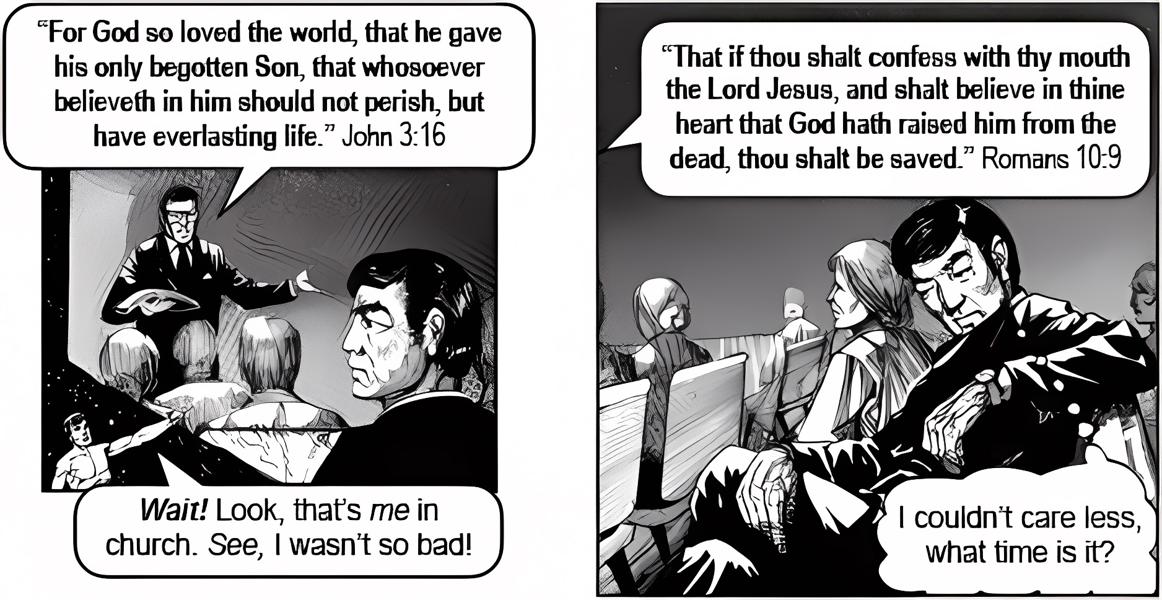 “For God so loved the world, that he gave
his only begotten Son, that whosoever
believeth in him should not perish, but
have everlasting life.” John 3:16
Wait! Look, that's me in
church. See, I wasn't so bad!
“That if thou shalt confess with thy mouth
the Lord Jesus, and shalt believe in thine
heart that God hath raised him from the
dead, thou shalt be saved.” Romans 10:9
I couldn't care less,
what time is it?